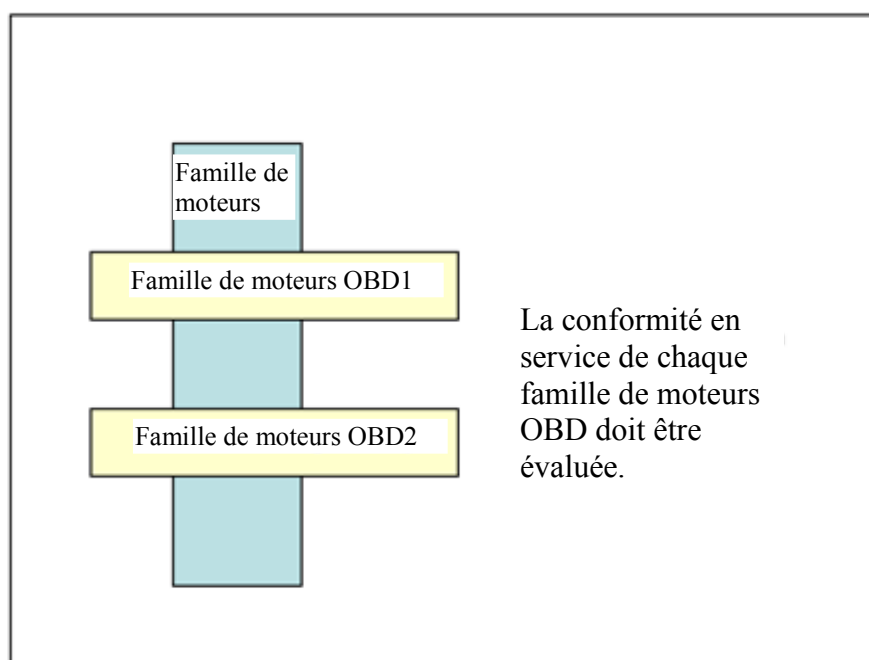 Famille de
moteurs
Famille de moteurs OBD1
Famille de moteurs OBD2
La conformité en
service de chaque
famille de moteurs
OBD doit être
évaluée.